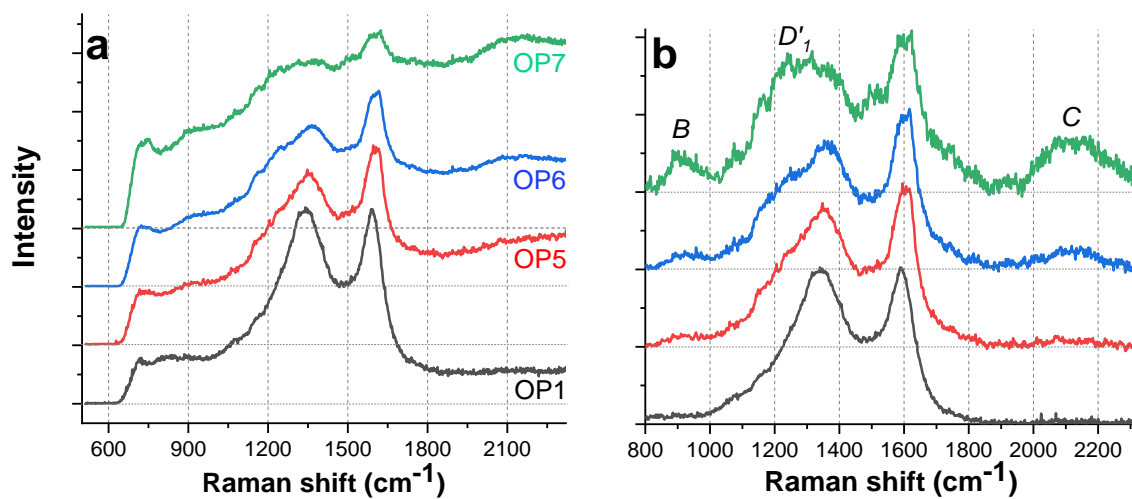 a
OP7
OP6
OP5
OP1
Intensity
600 900 1200 1500 1800 2100
Raman shift (cm-1)
b
B
D'1
C
800 1000 1200 1400 1600 1800 2000 2200
Raman shift (cm-1)